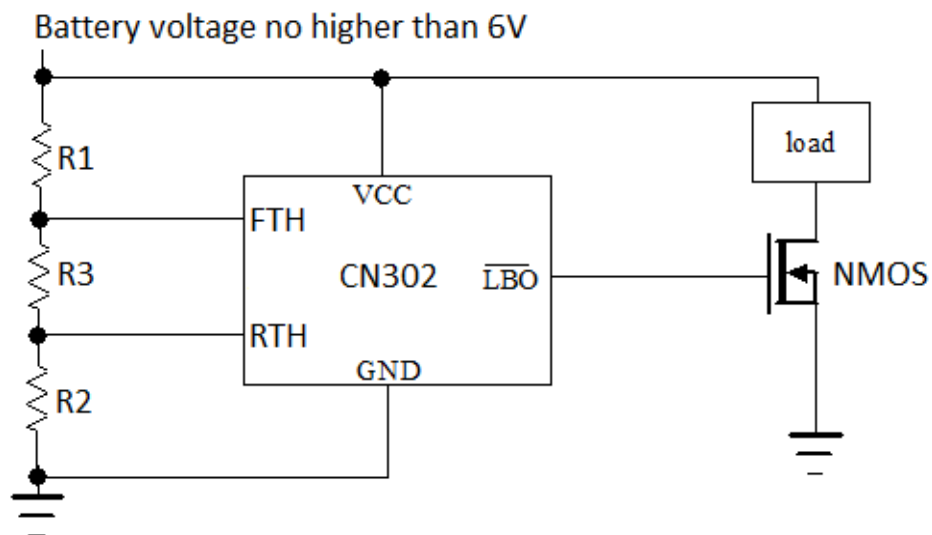 Battery voltage no higher than 6V
R1
load
VCC
FTH
R3
CN302
LBO
NMOS
RTH
GND
R2